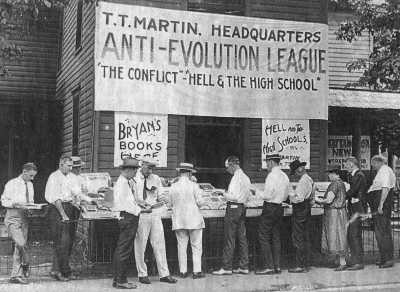 T.T. MARTIN, HEADQUARTERS
ANTI-EVOLUTION LEAGUE
"THE CONFLICT"-"HELL & THE HIGH SCHOOL"
BRYAN'S
BOOKS
HERE
HELL AND THE
HIGH SCHOOLS
MARTIN